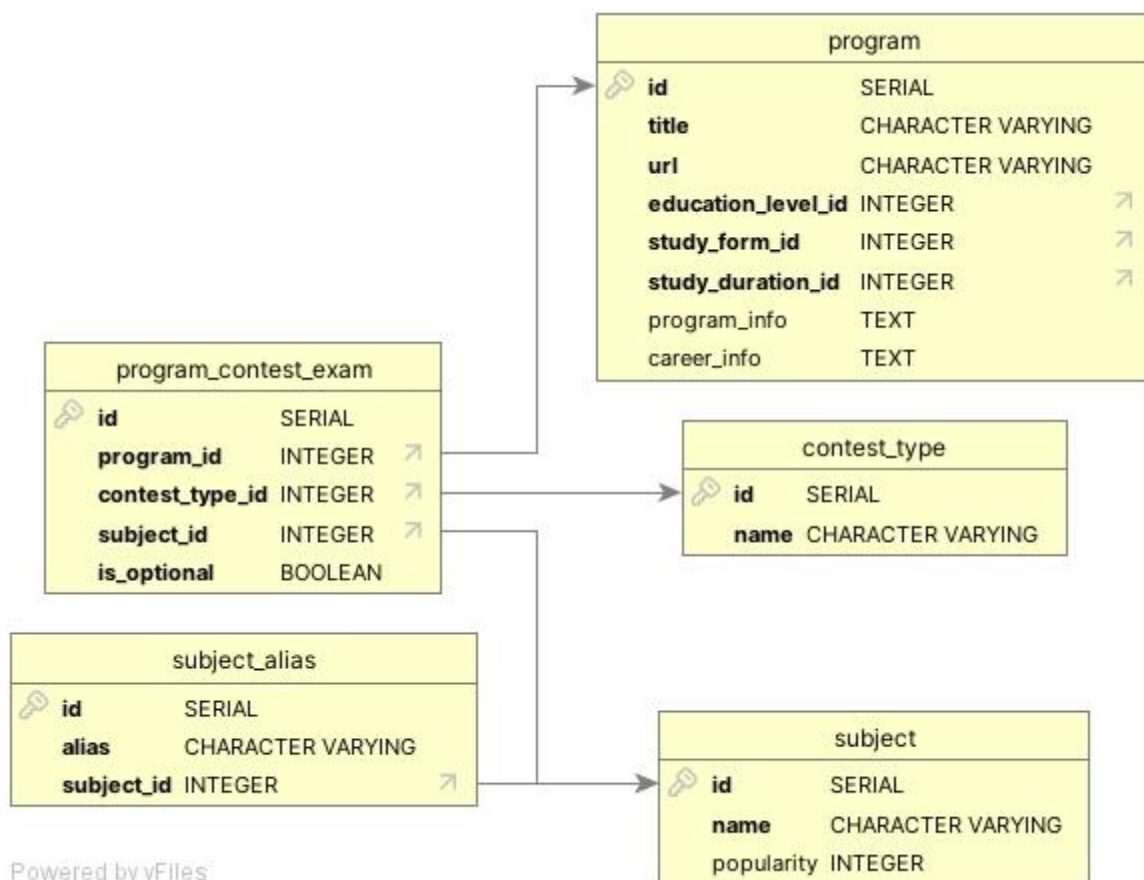 program
id SERIAL
title CHARACTER VARYING
url CHARACTER VARYING
education_level_id INTEGER
study_form_id INTEGER
study_duration_id INTEGER
program_info TEXT
career_info TEXT
program_contest_exam
id SERIAL
program_id INTEGER
contest_type_id INTEGER
subject_id INTEGER
is_optional BOOLEAN
contest_type
id SERIAL
name CHARACTER VARYING
subject_alias
id SERIAL
alias CHARACTER VARYING
subject_id INTEGER
subject
id SERIAL
name CHARACTER VARYING
popularity INTEGER
Powered by yFiles